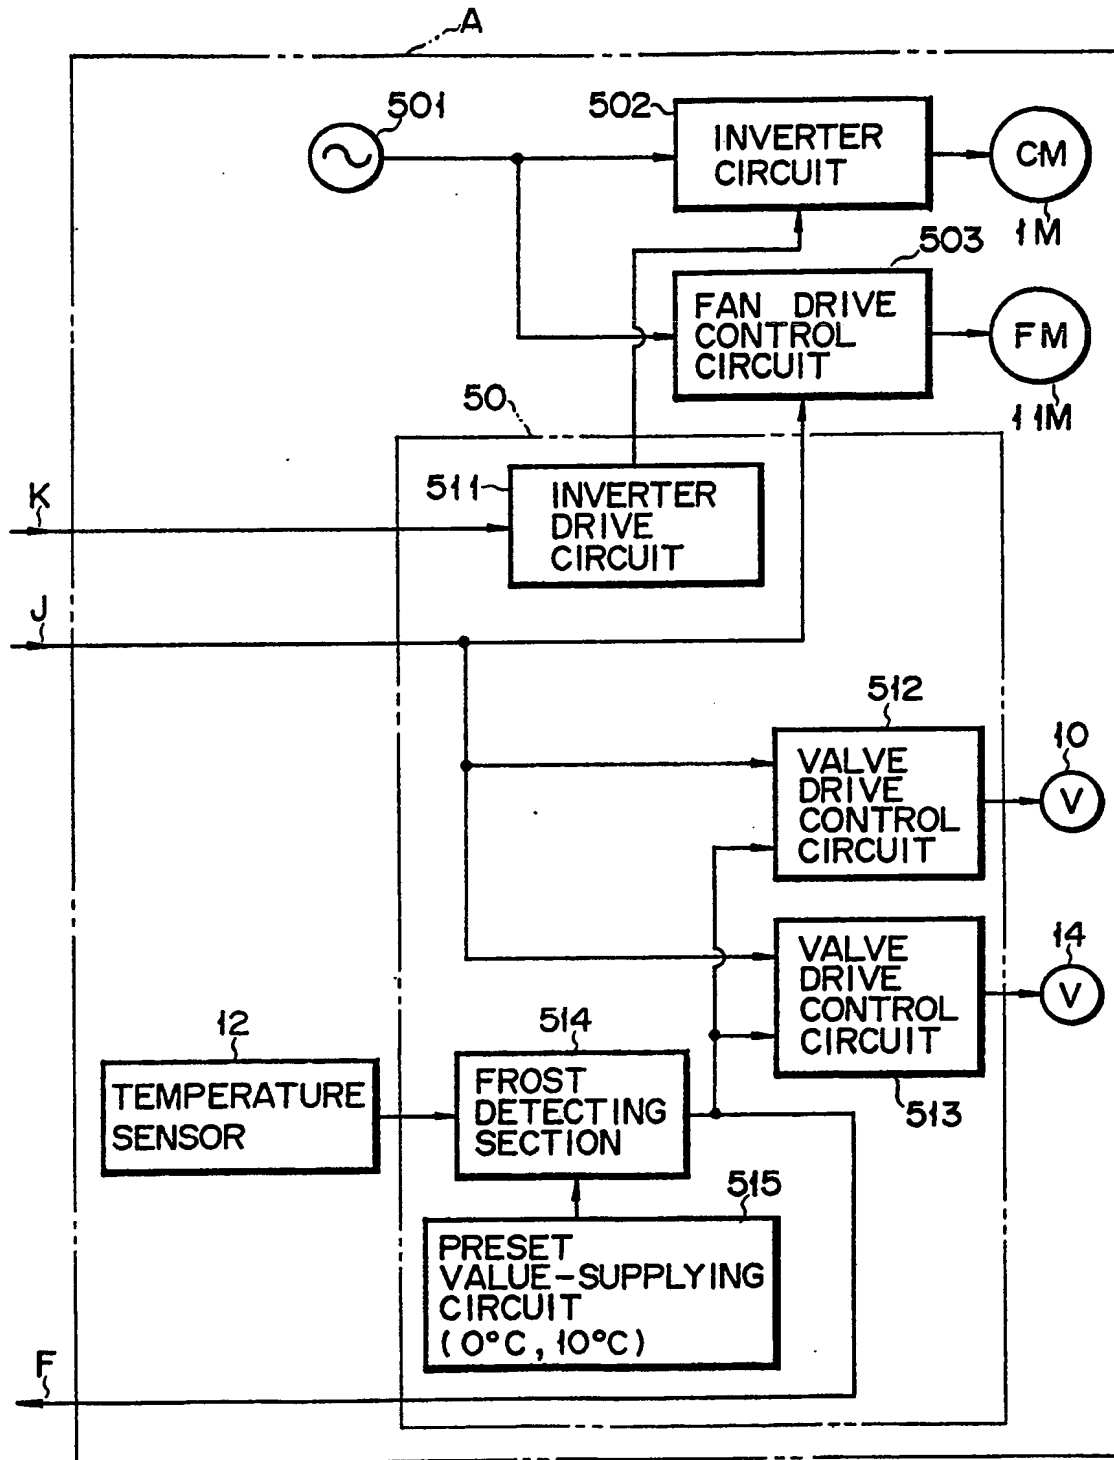 A
501
502
INVERTER
CIRCUIT
CM
1M
503
FAN DRIVE
CONTROL
CIRCUIT
FM
11M
50
511
INVERTER
DRIVE
CIRCUIT
K
J
512
VALVE
DRIVE
CONTROL
CIRCUIT
10
V
VALVE
DRIVE
CONTROL
CIRCUIT
513
14
V
12
TEMPERATURE
SENSOR
514
FROST
DETECTING
SECTION
515
PRESET
VALUE-SUPPLYING
CIRCUIT
(0°C, 10°C)
F